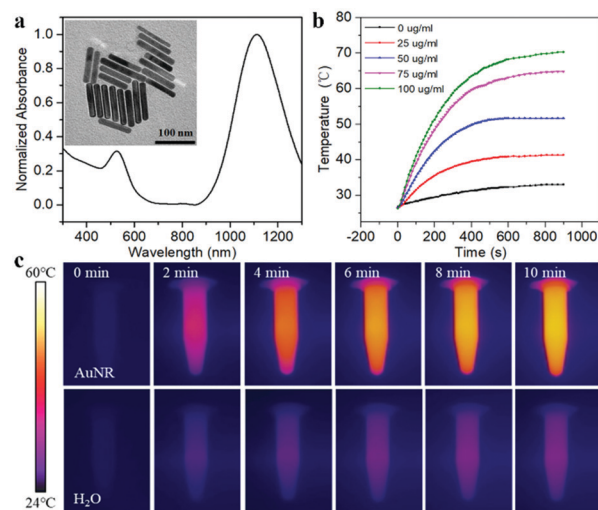 a
Normalized Absorbance
1.0
0.8
0.6
0.4
0.2
0.0
400 600 800 1000 1200
Wavelength (nm)
100 nm
b
Temperature (℃)
70
60
50
40
30
-200 0 200 400 600 800 1000
Time (s)
0 ug/ml
25 ug/ml
50 ug/ml
75 ug/ml
100 ug/ml
c
60℃
24℃
0 min 2 min 4 min 6 min 8 min 10 min
AuNR
H₂O